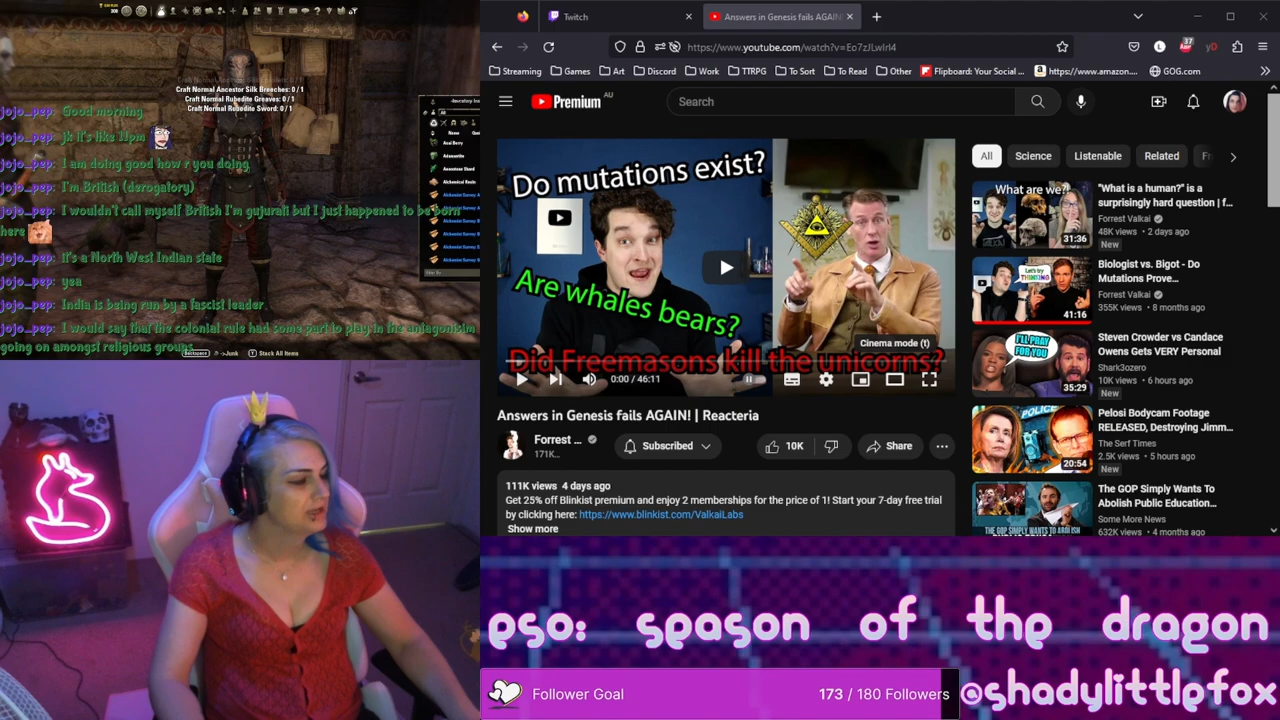 Craft Normal Ancestor Silk Breeches: 0 / 1
Craft Normal Rubedite Greaves: 0 / 1
Craft Normal Rubedite Sword: 0 / 1
jojo_pep: Good morning
jojo_pep: jk it's like 11pm
jojo_pep: I am doing good how r you doing
jojo_pep: I'm British (derogatory)
jojo_pep: I wouldn't call myself British I'm gujurati but I just happened to be born
here
jojo_pep: it's a North West Indian state
jojo_pep: yea
jojo_pep: India is being run by a fascist leader
jojo_pep: I would say that the colonial rule had some part to play in the antagonisim
going on amongst religious groups
Backspace -> Junk T Stack All Items
Twitch
Answers in Genesis fails AGAIN!
https://www.youtube.com/watch?v=Eo7zJLwIrI4
Streaming Games Art Discord Work TTRPG To Sort To Read Other Flipboard: Your Social ... https://www.amazon.... GOG.com
Premium AU
Search
Do mutations exist?
Are whales bears?
Did Freemasons kill the unicorns?
Cinema mode (t)
0:00 / 46:11
Answers in Genesis fails AGAIN! | Reacteria
Forrest ...
171K...
Subscribed
10K
Share
111K views 4 days ago
Get 25% off Blinkist premium and enjoy 2 memberships for the price of 1! Start your 7-day free trial
by clicking here: https://www.blinkist.com/ValkaiLabs
Show more
All Science Listenable Related
What are we?
31:36
"What is a human?" is a
surprisingly hard question | f...
Forrest Valkai
48K views • 2 days ago
New
Let's try
THINKING
41:16
Biologist vs. Bigot - Do
Mutations Prove...
Forrest Valkai
355K views • 8 months ago
I'LL PRAY
FOR YOU
35:29
Steven Crowder vs Candace
Owens Gets VERY Personal
Shark3ozero
10K views • 6 hours ago
New
POLICE
20:54
Pelosi Bodycam Footage
RELEASED, Destroying Jimm...
The Serf Times
2.5K views • 5 hours ago
New
THE GOP SIMPLY WANTS TO
The GOP Simply Wants To
Abolish Public Education...
Some More News
632K views • 4 months ago
eso: season of the dragon
Follower Goal 173 / 180 Followers
@shadylittlefox